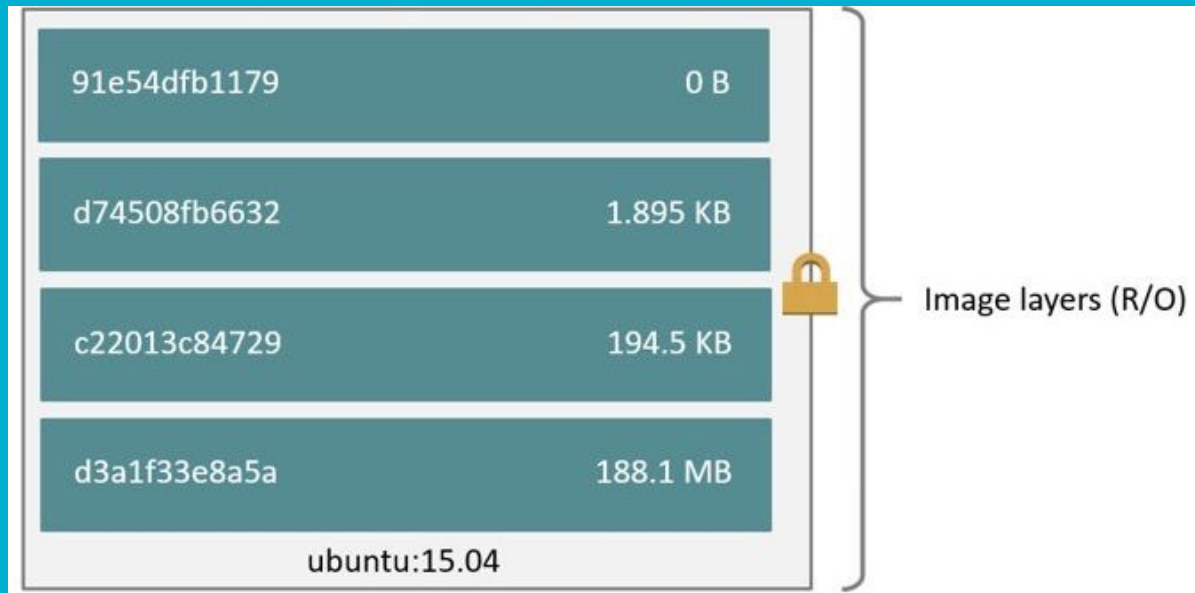 91e54dfb1179 0 B
d74508fb6632 1.895 KB
c22013c84729 194.5 KB
Image layers (R/O)
d3a1f33e8a5a 188.1 MB
ubuntu:15.04